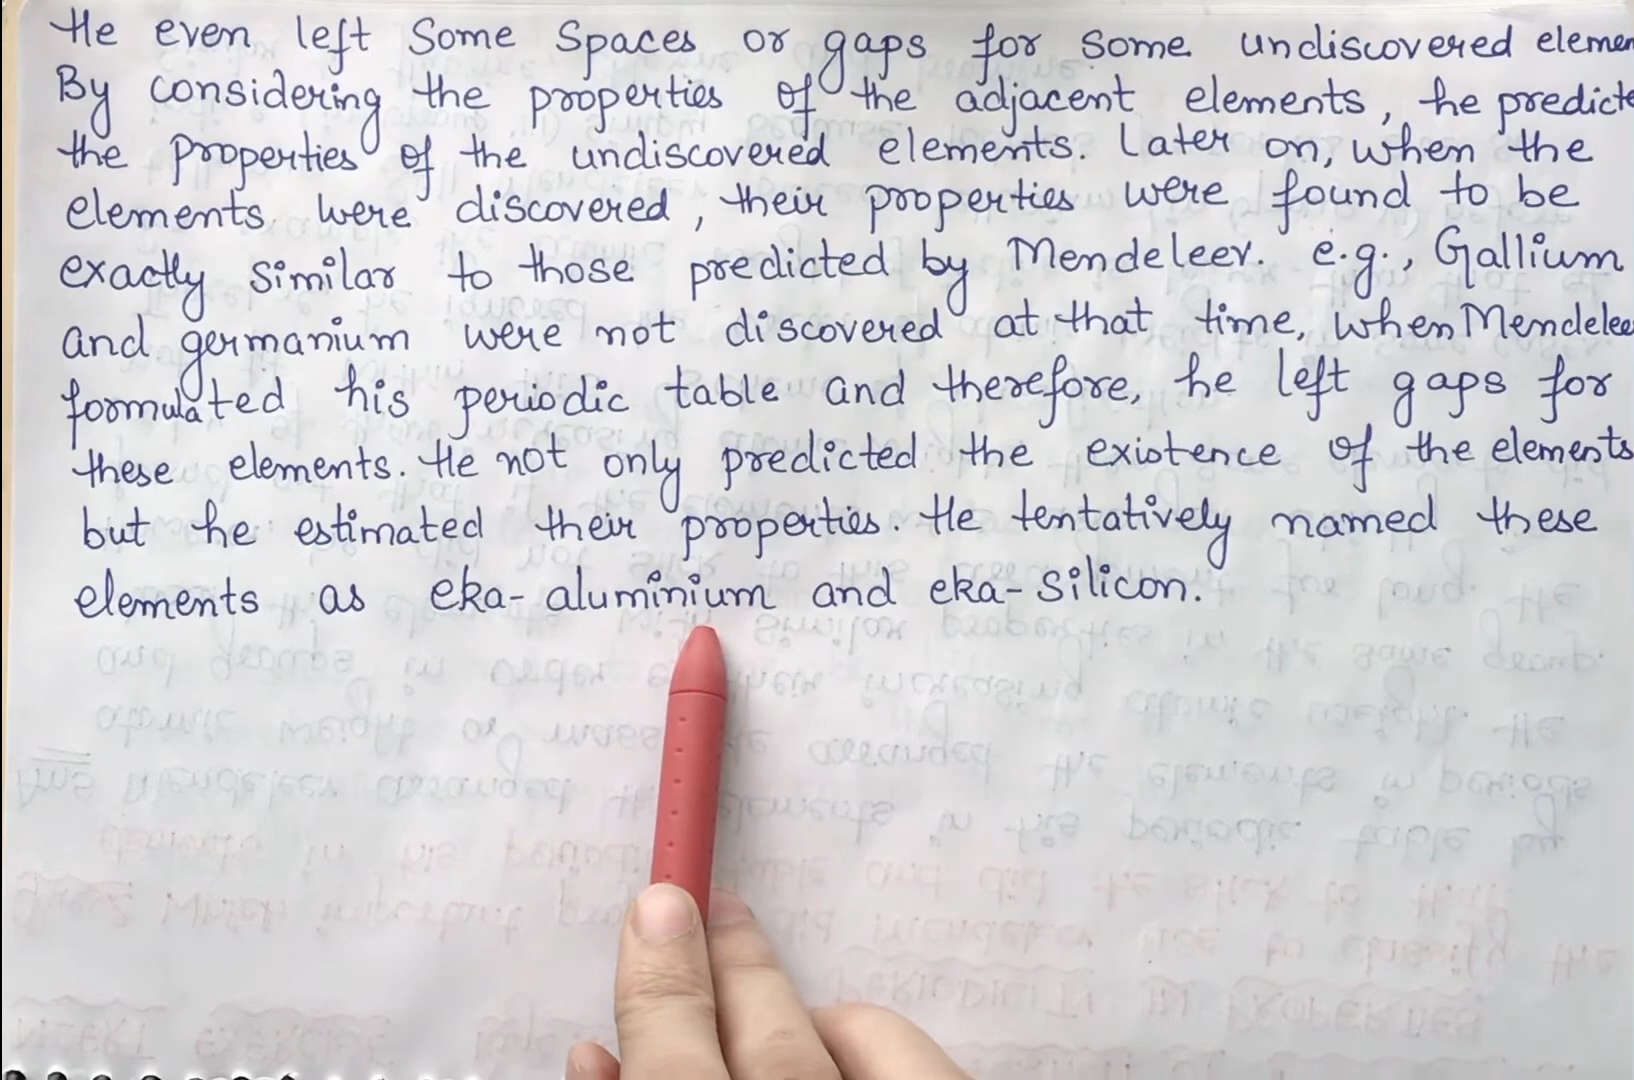 He even left Some Spaces or gaps for some undiscovered elemen
By considering the properties of the adjacent elements, he predicte
the properties of the undiscovered elements. Later on, when the
elements were discovered, their properties were found to be
exactly similar to those predicted by Mendeleev. e.g., Gallium
and germanium were not discovered at that time, when Mendelee
formulated his periodic table and therefore, he left gaps for
these elements. He not only predicted the existence of the elements
but he estimated their properties. He tentatively named these
elements as eka-aluminium and eka-silicon.